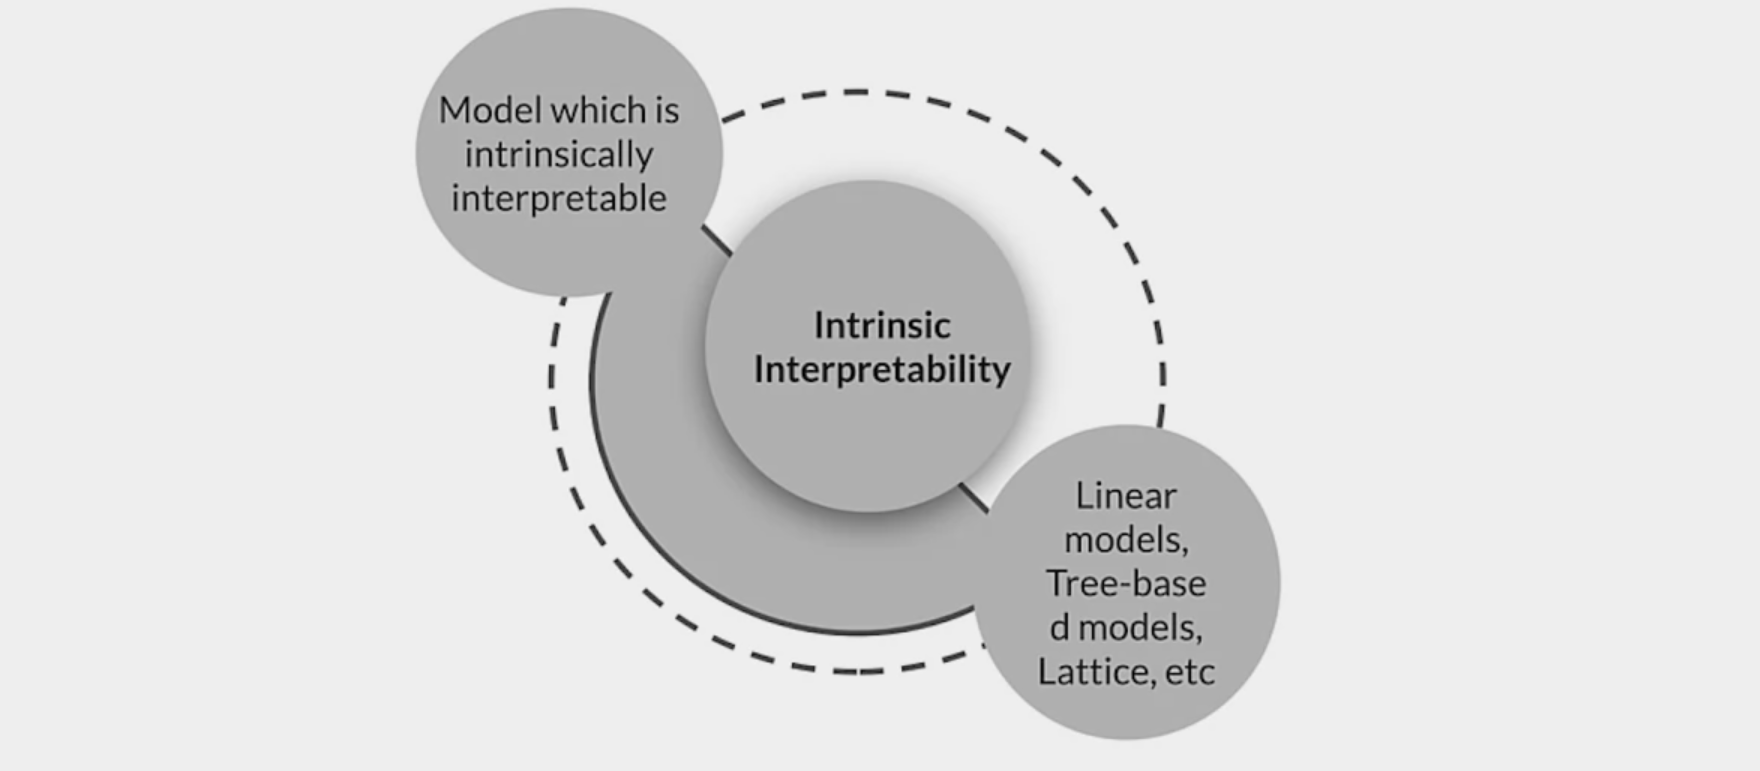 Model which is
intrinsically
interpretable
Intrinsic
Interpretability
Linear
models,
Tree-base
d models,
Lattice, etc